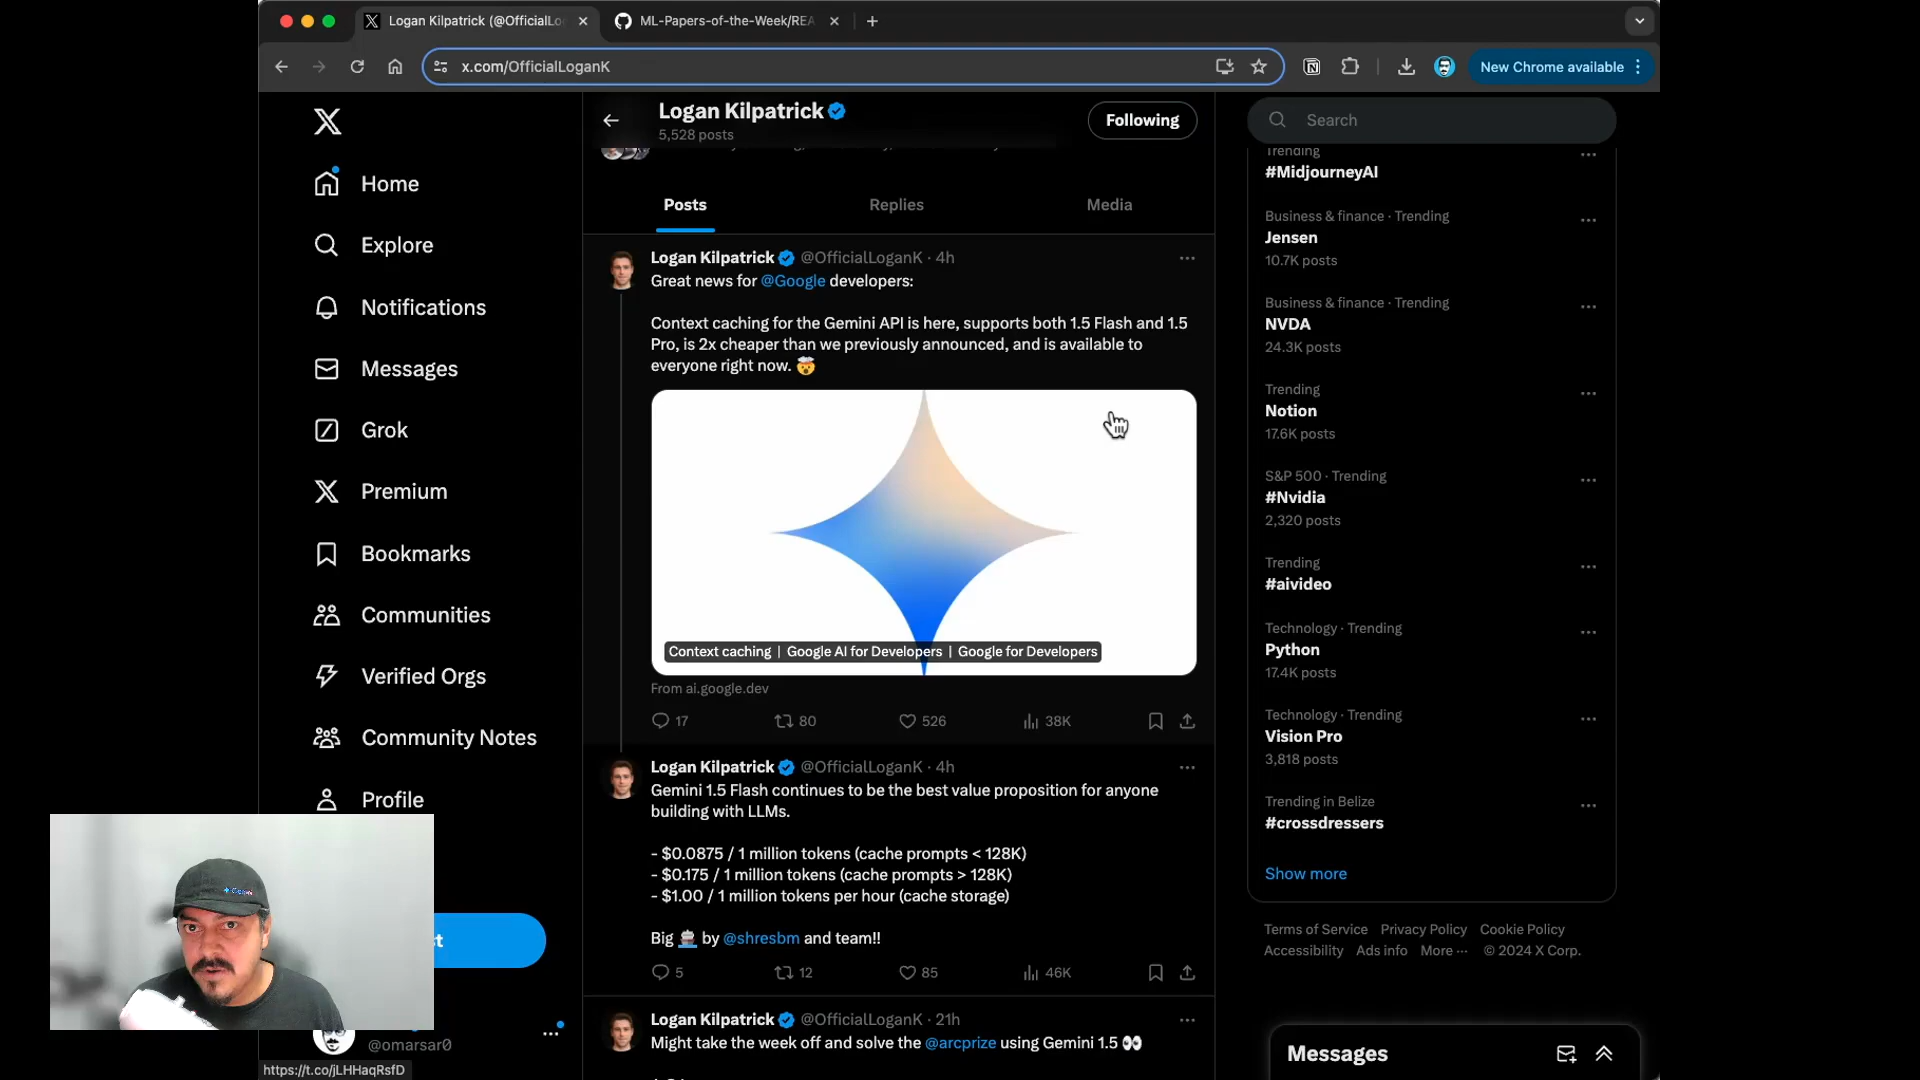 Logan Kilpatrick (@OfficialLo
ML-Papers-of-the-Week/REA
x.com/OfficialLoganK
New Chrome available
Home
Explore
Notifications
Messages
Grok
Premium
Bookmarks
Communities
Verified Orgs
Community Notes
Profile
@omarsar0
https://t.co/jLHHaqRsfD
Logan Kilpatrick
5,528 posts
Following
Posts
Replies
Media
Logan Kilpatrick @OfficialLoganK · 4h
Great news for @Google developers:
Context caching for the Gemini API is here, supports both 1.5 Flash and 1.5
Pro, is 2x cheaper than we previously announced, and is available to
everyone right now. 🤯
Context caching | Google AI for Developers | Google for Developers
From ai.google.dev
17
80
526
38K
Logan Kilpatrick @OfficialLoganK · 4h
Gemini 1.5 Flash continues to be the best value proposition for anyone
building with LLMs.
- $0.0875 / 1 million tokens (cache prompts < 128K)
- $0.175 / 1 million tokens (cache prompts > 128K)
- $1.00 / 1 million tokens per hour (cache storage)
Big 🚢 by @shresbm and team!!
5
12
85
46K
Logan Kilpatrick @OfficialLoganK · 21h
Might take the week off and solve the @arcprize using Gemini 1.5 👀
Search
Trending
#MidjourneyAI
Business & finance · Trending
Jensen
10.7K posts
Business & finance · Trending
NVDA
24.3K posts
Trending
Notion
17.6K posts
S&P 500 · Trending
#Nvidia
2,320 posts
Trending
#aivideo
Technology · Trending
Python
17.4K posts
Technology · Trending
Vision Pro
3,818 posts
Trending in Belize
#crossdressers
Show more
Terms of Service Privacy Policy Cookie Policy
Accessibility Ads info More ··· © 2024 X Corp.
Messages